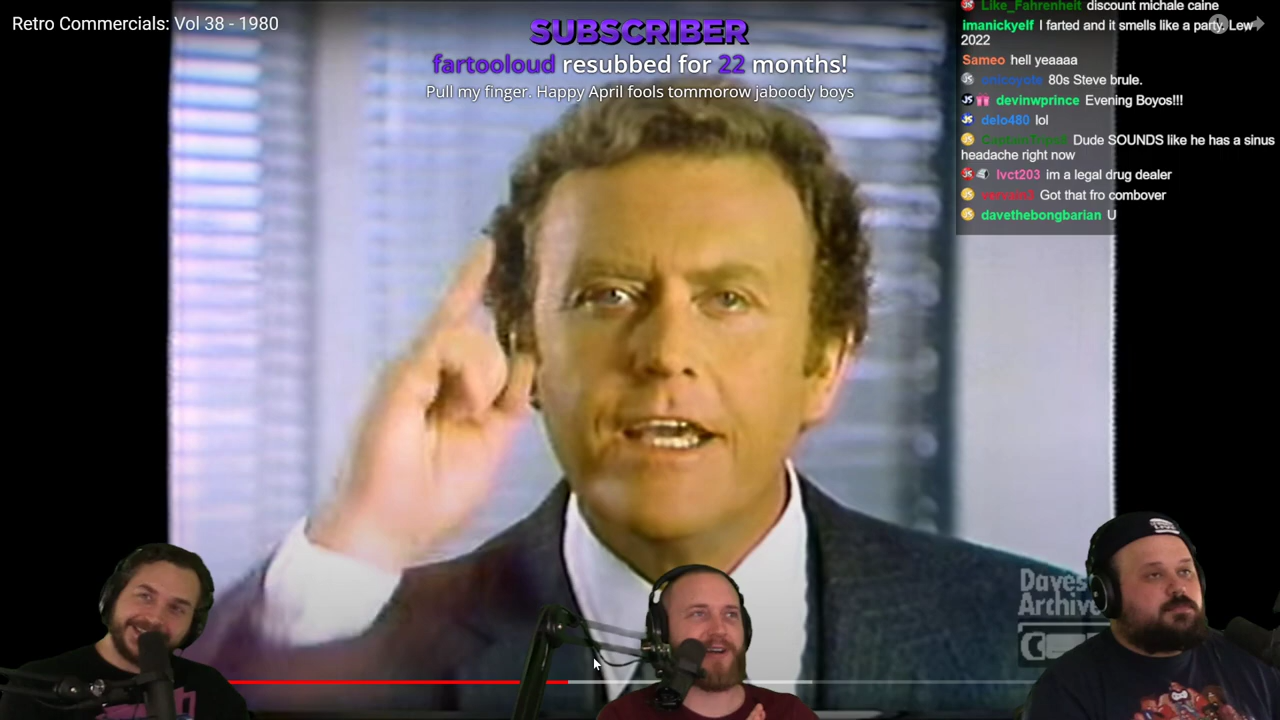 Retro Commercials: Vol 38 - 1980
SUBSCRIBER
fartooloud resubbed for 22 months!
Pull my finger. Happy April fools tommorow jaboody boys
Like_Fahrenheit discount michale caine
imanickyelf I farted and it smells like a party. Lew
2022
Sameo hell yeaaaa
80s Steve brule.
devinwprince Evening Boyos!!!
delo480 lol
Dude SOUNDS like he has a sinus
headache right now
lvct203 im a legal drug dealer
Got that fro combover
davethebongbarian U
Daves
Archiv